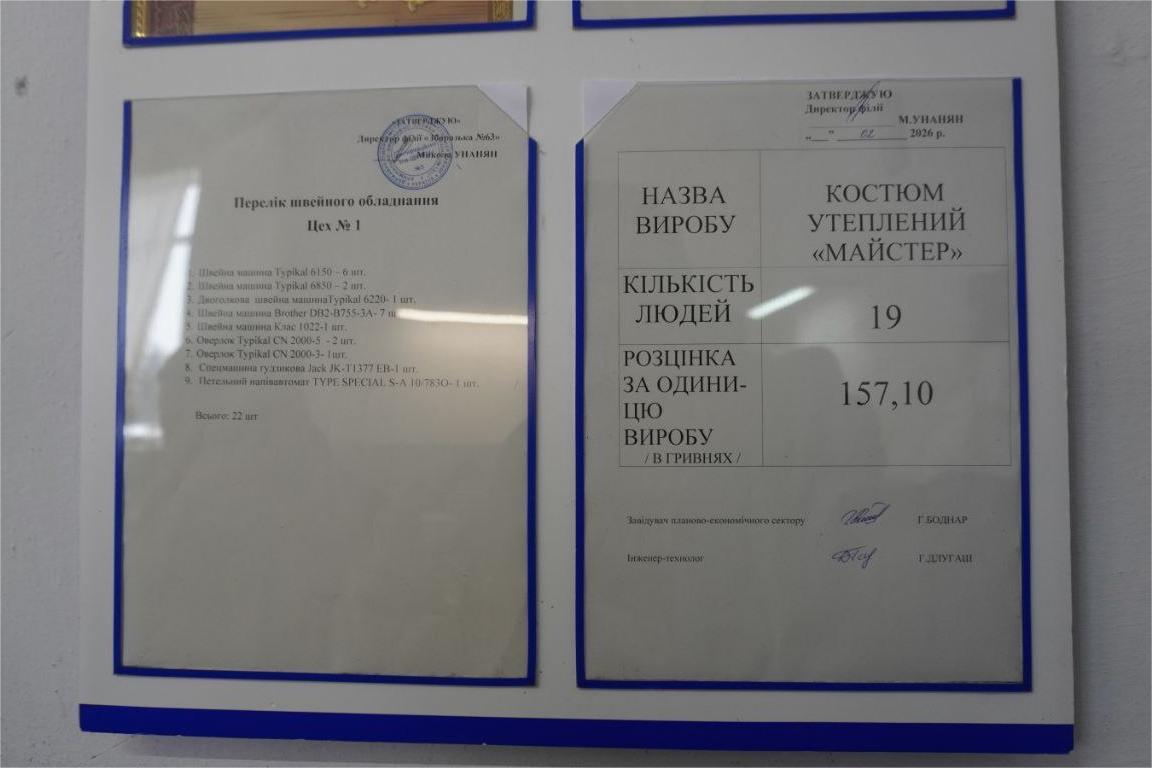 «ЗАТВЕРДЖУЮ»
Директор філії «Збаразька №63»
Микола УНАНЯН
Перелік швейного обладнання
Цех № 1
1. Швейна машина Typikal 6150 – 6 шт.
2. Швейна машина Typikal 6850 – 2 шт.
3. Двоголкова швейна машинаTypikal 6220- 1 шт.
4. Швейна машина Brother DB2-B755-3A- 7 ш
5. Швейна машина Клас 1022-1 шт.
6. Оверлок Typikal CN 2000-5 - 2 шт.
7. Оверлок Typikal CN 2000-3- 1шт.
8. Спецмашина гудзикова Jack JK-T1377 EB-1 шт.
9. Петельний напівавтомат TYPE SPECIAL S-A 10/783O- 1 шт.
Всього: 22 шт
ЗАТВЕРДЖУЮ
Директор філії
М.УНАНЯН
„__” 02 2026 р.
НАЗВА
ВИРОБУ
КОСТЮМ
УТЕПЛЕНИЙ
«МАЙСТЕР»
КІЛЬКІСТЬ
ЛЮДЕЙ
19
РОЗЦІНКА
ЗА ОДИНИ-
ЦЮ
ВИРОБУ
/ В ГРИВНЯХ /
157,10
Завідувач планово-економічного сектору Г.БОДНАР
Інженер-технолог Г.ДЛУГАШ